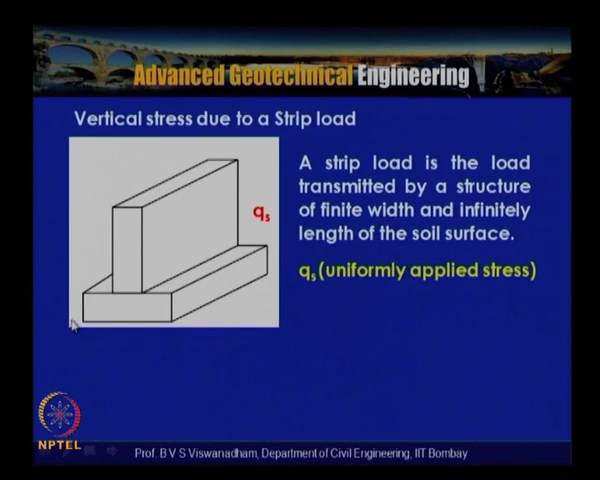 Advanced Geotechnical Engineering
Vertical stress due to a Strip load
qs
A strip load is the load
transmitted by a structure
of finite width and infinitely
length of the soil surface.
qs (uniformly applied stress)
NPTEL
Prof. B V S Viswanadham, Department of Civil Engineering, IIT Bombay